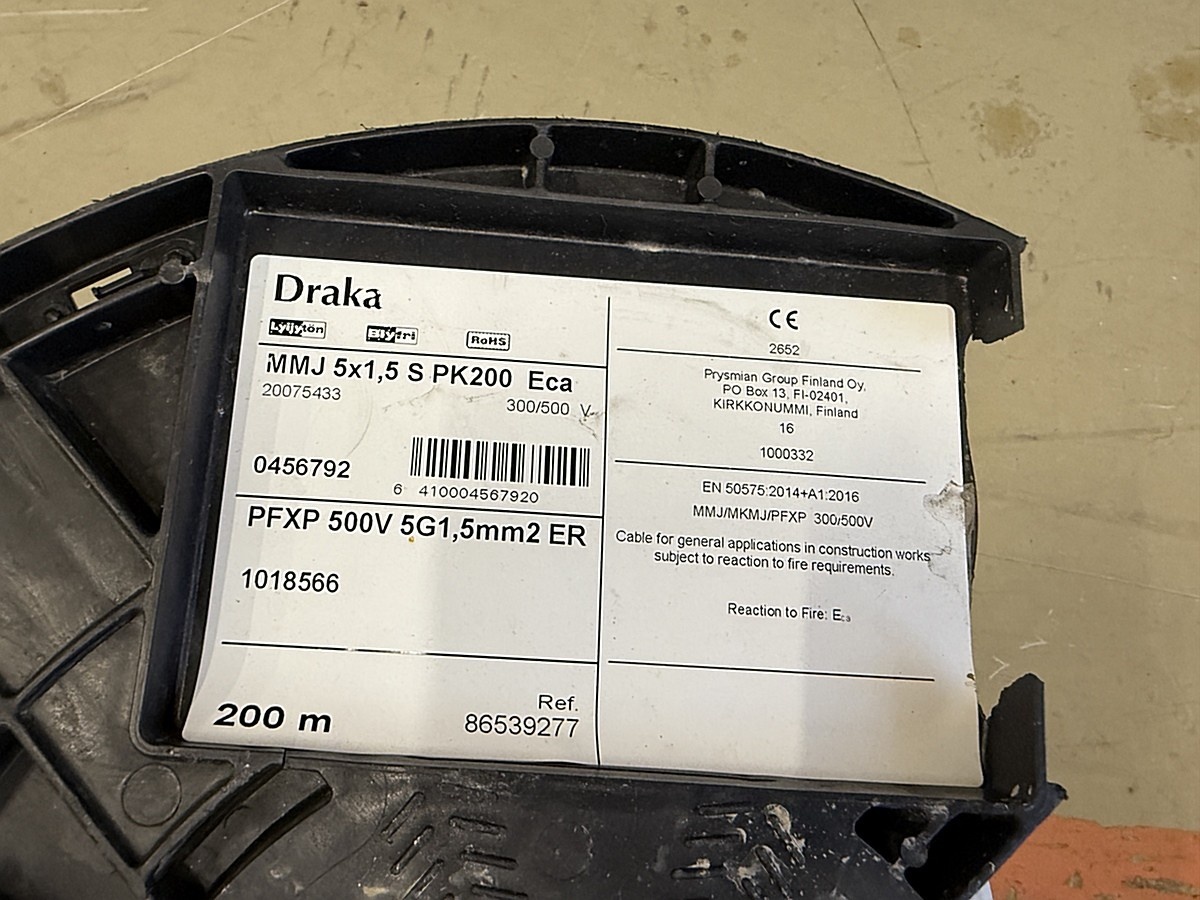 Draka
Lyijytön Blyfri RoHS
MMJ 5x1,5 S PK200 Eca
20075433
300/500 V
0456792
6 410004567920
PFXP 500V 5G1,5mm2 ER
1018566
200 m
Ref.
86539277
CE
2652
Prysmian Group Finland Oy,
PO Box 13, FI-02401,
KIRKKONUMMI, Finland
16
1000332
EN 50575:2014+A1:2016
MMJ/MKMJ/PFXP 300/500V
Cable for general applications in construction works
subject to reaction to fire requirements.
Reaction to Fire: Eca